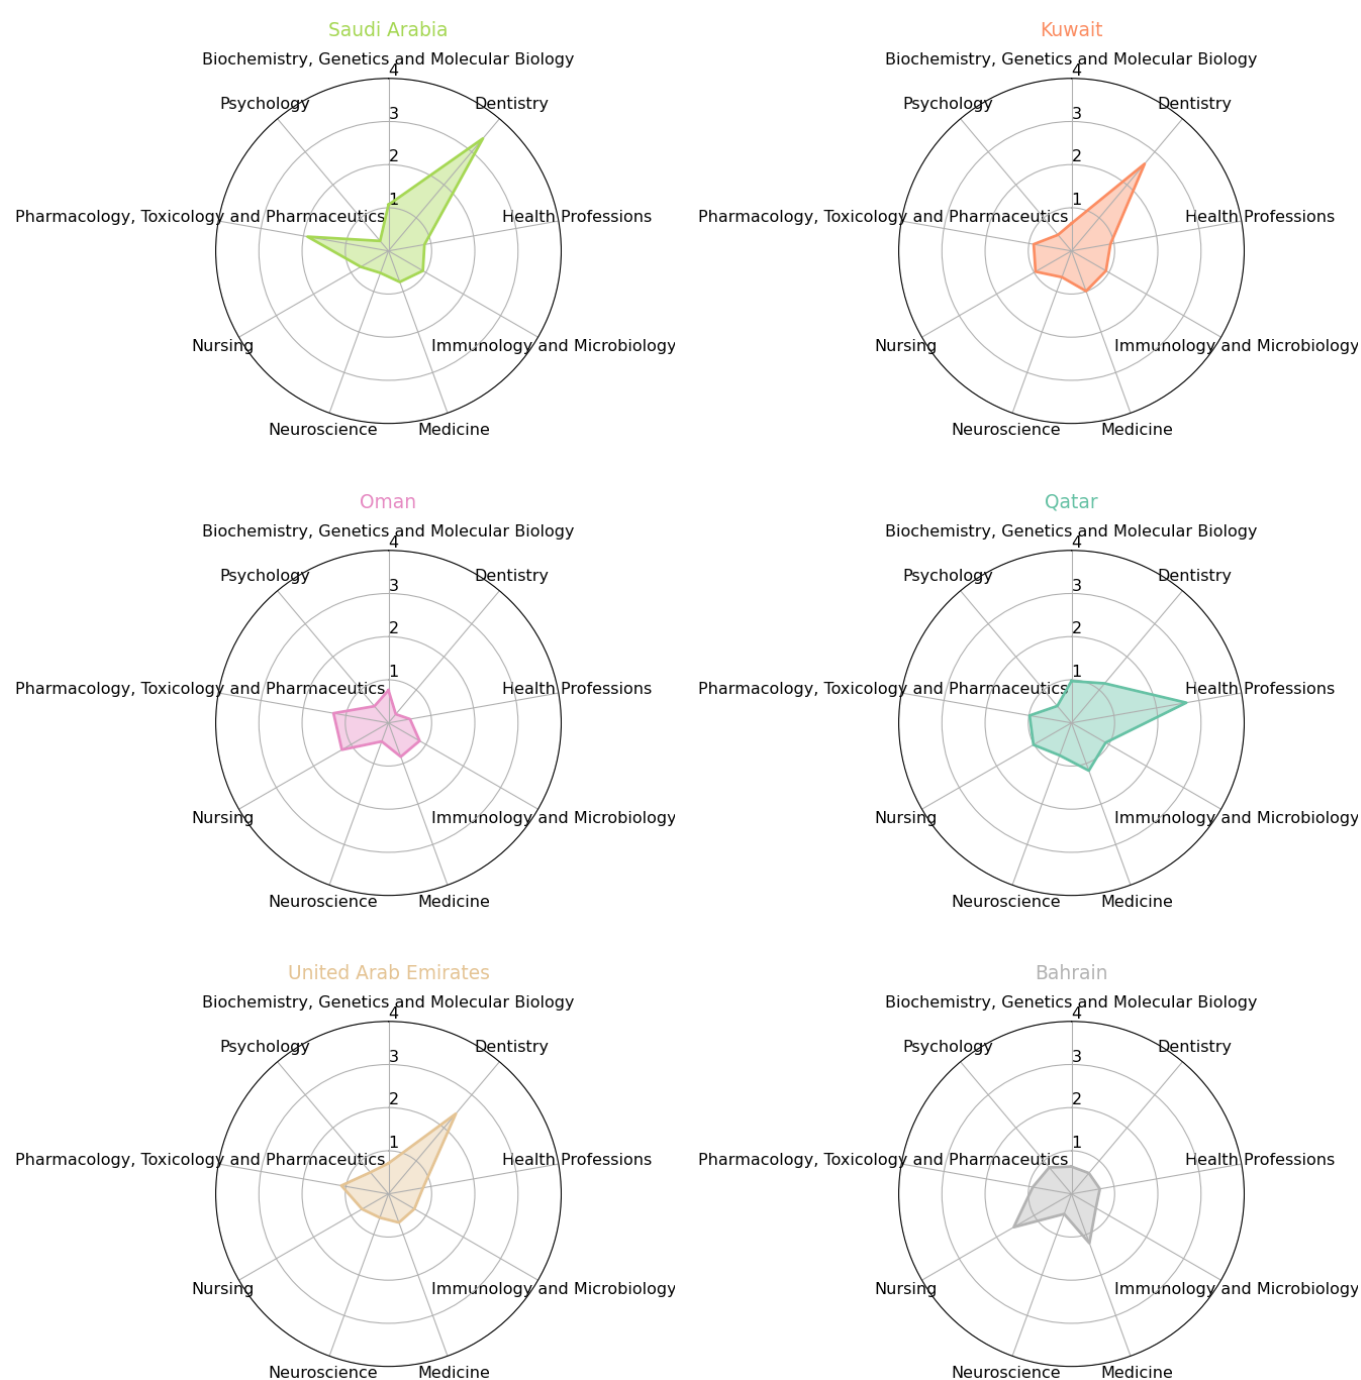 Saudi Arabia
Biochemistry, Genetics and Molecular Biology
4
Psychology
Dentistry
3
2
1
Pharmacology, Toxicology and Pharmaceutics
Health Professions
Nursing
Immunology and Microbiology
Neuroscience
Medicine
Kuwait
Biochemistry, Genetics and Molecular Biology
4
Psychology
Dentistry
3
2
1
Pharmacology, Toxicology and Pharmaceutics
Health Professions
Nursing
Immunology and Microbiology
Neuroscience
Medicine
Oman
Biochemistry, Genetics and Molecular Biology
4
Psychology
Dentistry
3
2
1
Pharmacology, Toxicology and Pharmaceutics
Health Professions
Nursing
Immunology and Microbiology
Neuroscience
Medicine
Qatar
Biochemistry, Genetics and Molecular Biology
4
Psychology
Dentistry
3
2
1
Pharmacology, Toxicology and Pharmaceutics
Health Professions
Nursing
Immunology and Microbiology
Neuroscience
Medicine
United Arab Emirates
Biochemistry, Genetics and Molecular Biology
4
Psychology
Dentistry
3
2
1
Pharmacology, Toxicology and Pharmaceutics
Health Professions
Nursing
Immunology and Microbiology
Neuroscience
Medicine
Bahrain
Biochemistry, Genetics and Molecular Biology
4
Psychology
Dentistry
3
2
1
Pharmacology, Toxicology and Pharmaceutics
Health Professions
Nursing
Immunology and Microbiology
Neuroscience
Medicine